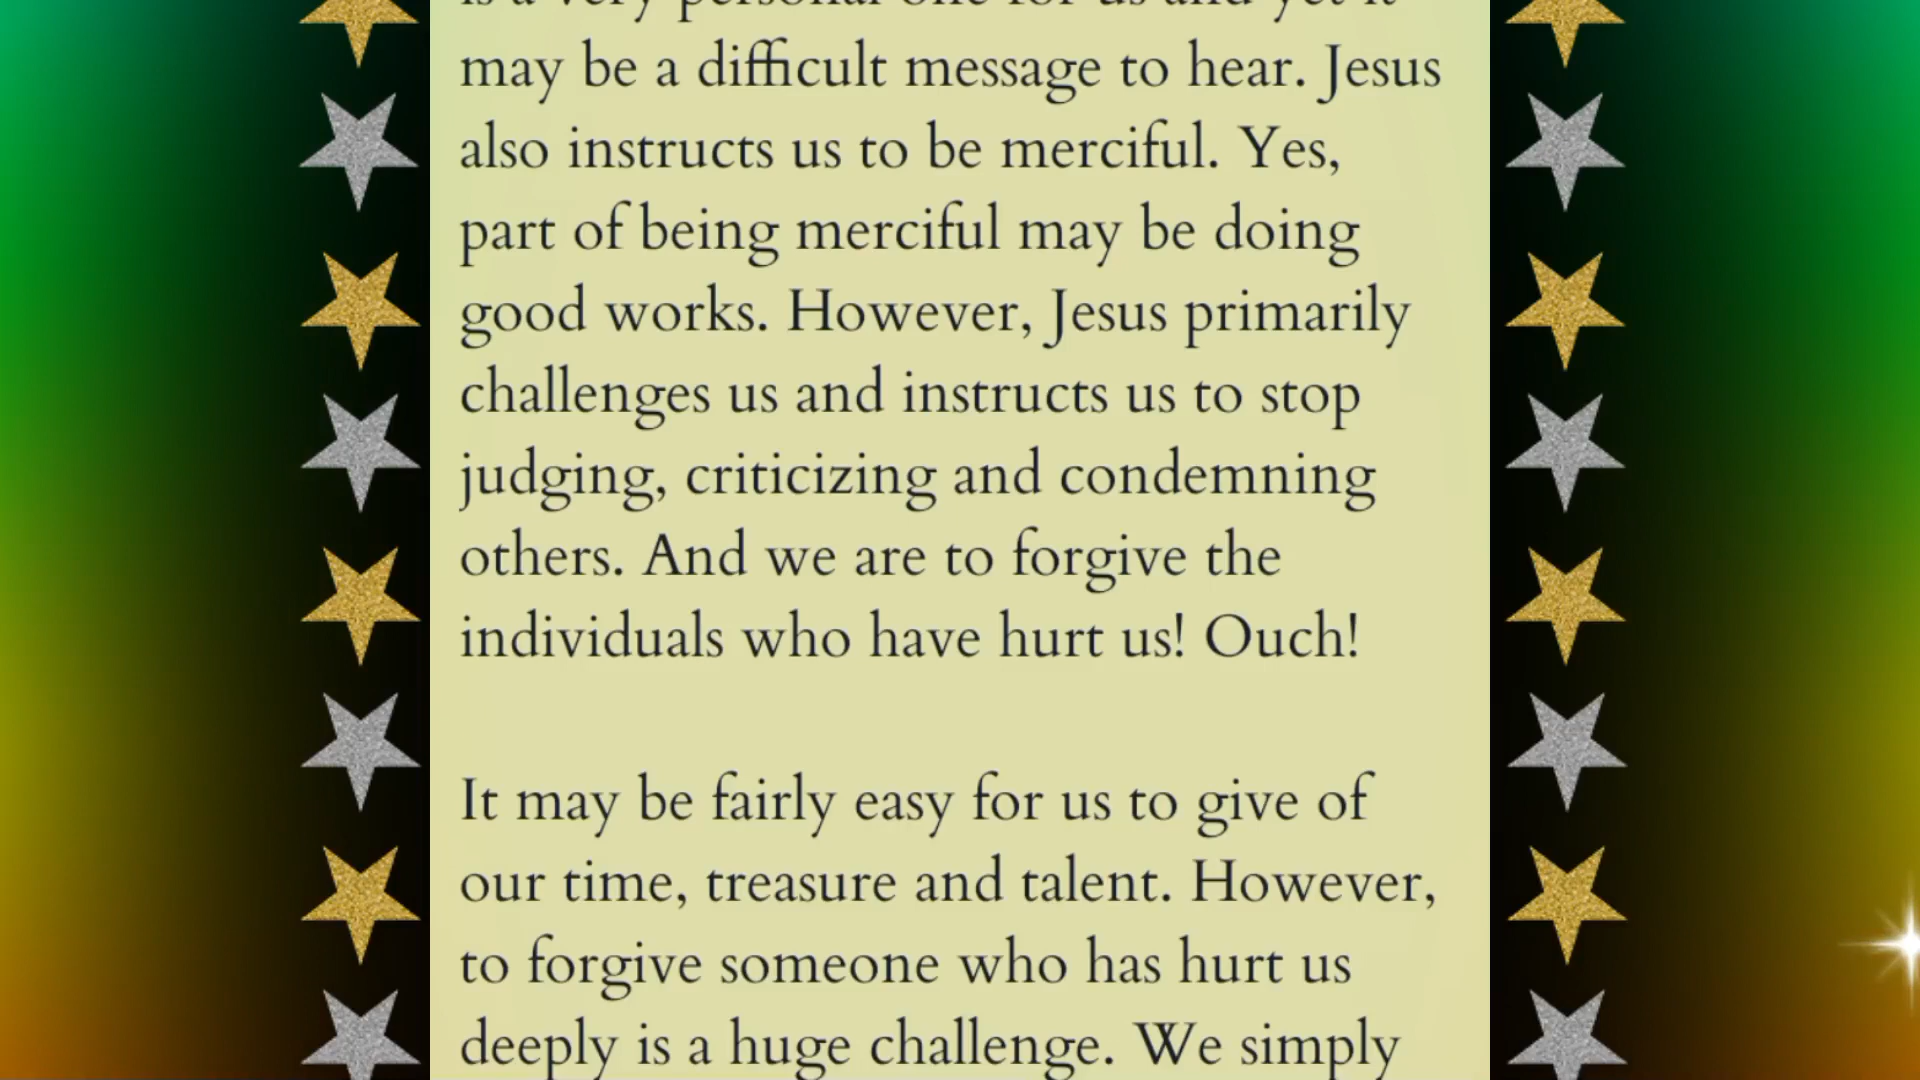 is a very personal one for us and yet it
may be a difficult message to hear. Jesus
also instructs us to be merciful. Yes,
part of being merciful may be doing
good works. However, Jesus primarily
challenges us and instructs us to stop
judging, criticizing and condemning
others. And we are to forgive the
individuals who have hurt us! Ouch!
It may be fairly easy for us to give of
our time, treasure and talent. However,
to forgive someone who has hurt us
deeply is a huge challenge. We simply